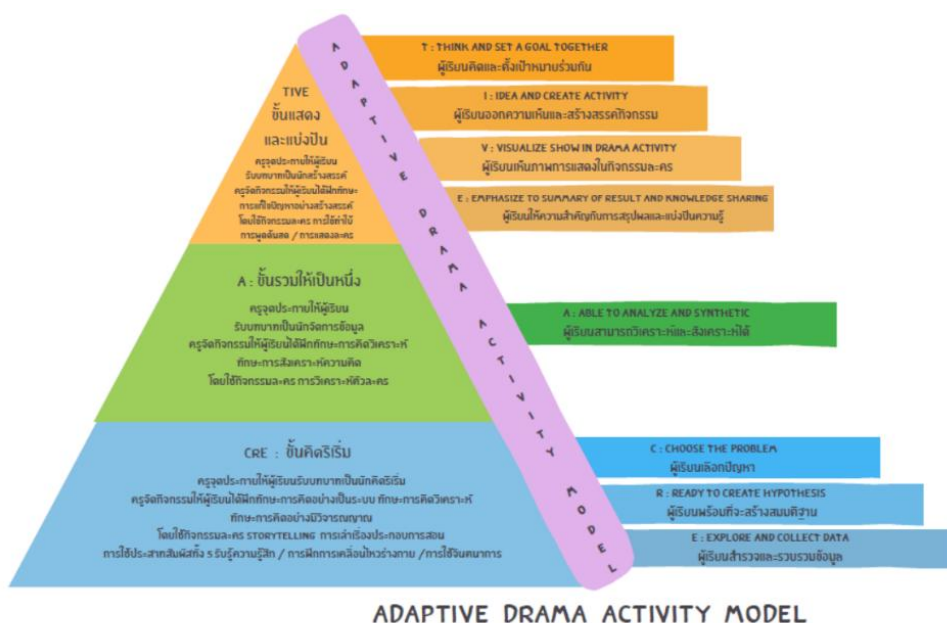 TIVE
ขั้นแสดง
และแบ่งปัน
ครูจุดประกายให้ผู้เรียน
รับบทบาทเป็นนักสร้างสรรค์
ครูจัดกิจกรรมให้ผู้เรียนได้ฝึกทักษะ
การแก้ไขปัญหาอย่างสร้างสรรค์
โดยใช้กิจกรรมละคร การใช้ท่าใบ้
การพูดด้นสด / การแสดงละคร
A : ขั้นรวมให้เป็นหนึ่ง
ครูจุดประกายให้ผู้เรียน
รับบทบาทเป็นนักจัดการข้อมูล
ครูจัดกิจกรรมให้ผู้เรียนได้ฝึกทักษะการคิดวิเคราะห์
ทักษะการสังเคราะห์ความคิด
โดยใช้กิจกรรมละคร การวิเคราะห์ตัวละคร
CRE : ขั้นคิดริเริ่ม
ครูจุดประกายให้ผู้เรียนรับบทบาทเป็นนักคิดริเริ่ม
ครูจัดกิจกรรมให้ผู้เรียนได้ฝึกทักษะการคิดอย่างเป็นระบบ ทักษะการคิดวิเคราะห์
ทักษะการคิดอย่างมีวิจารณญาณ
โดยใช้กิจกรรมละคร STORYTELLING การเล่าเรื่องประกอบการสอน
การใช้ประสาทสัมผัสทั้ง 5 รับรู้ความรู้สึก / การฝึกการเคลื่อนไหวร่างกาย /การใช้จินตนาการ
ADAPTIVE DRAMA ACTIVITY MODEL
T : THINK AND SET A GOAL TOGETHER
ผู้เรียนคิดและตั้งเป้าหมายร่วมกัน
I : IDEA AND CREATE ACTIVITY
ผู้เรียนออกความเห็นและสร้างสรรค์กิจกรรม
V : VISUALIZE SHOW IN DRAMA ACTIVITY
ผู้เรียนเห็นภาพการแสดงในกิจกรรมละคร
E : EMPHASIZE TO SUMMARY OF RESULT AND KNOWLEDGE SHARING
ผู้เรียนให้ความสำคัญกับการสรุปผลและแบ่งปันความรู้
A : ABLE TO ANALYZE AND SYNTHETIC
ผู้เรียนสามารถวิเคราะห์และสังเคราะห์ได้
C : CHOOSE THE PROBLEM
ผู้เรียนเลือกปัญหา
R : READY TO CREATE HYPOTHESIS
ผู้เรียนพร้อมที่จะสร้างสมมติฐาน
E : EXPLORE AND COLLECT DATA
ผู้เรียนสำรวจและรวบรวมข้อมูล
ADAPTIVE DRAMA ACTIVITY MODEL